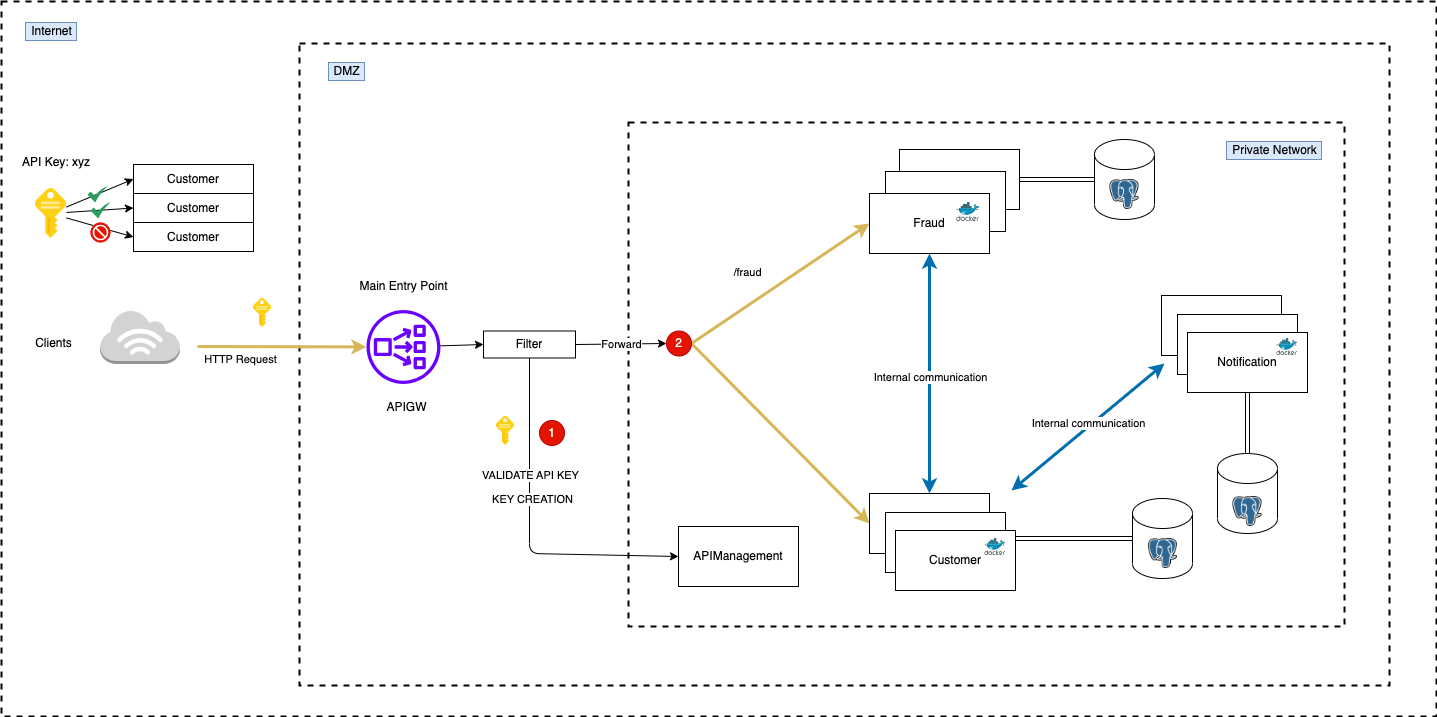 Internet
DMZ
Private Network
API Key: xyz
Customer
Customer
Customer
docker
Fraud
/fraud
Main Entry Point
Clients
HTTP Request
Filter
Forward
2
docker
Notification
APIGW
Internal communication
Internal communication
1
VALIDATE API KEY
KEY CREATION
APIManagement
docker
Customer